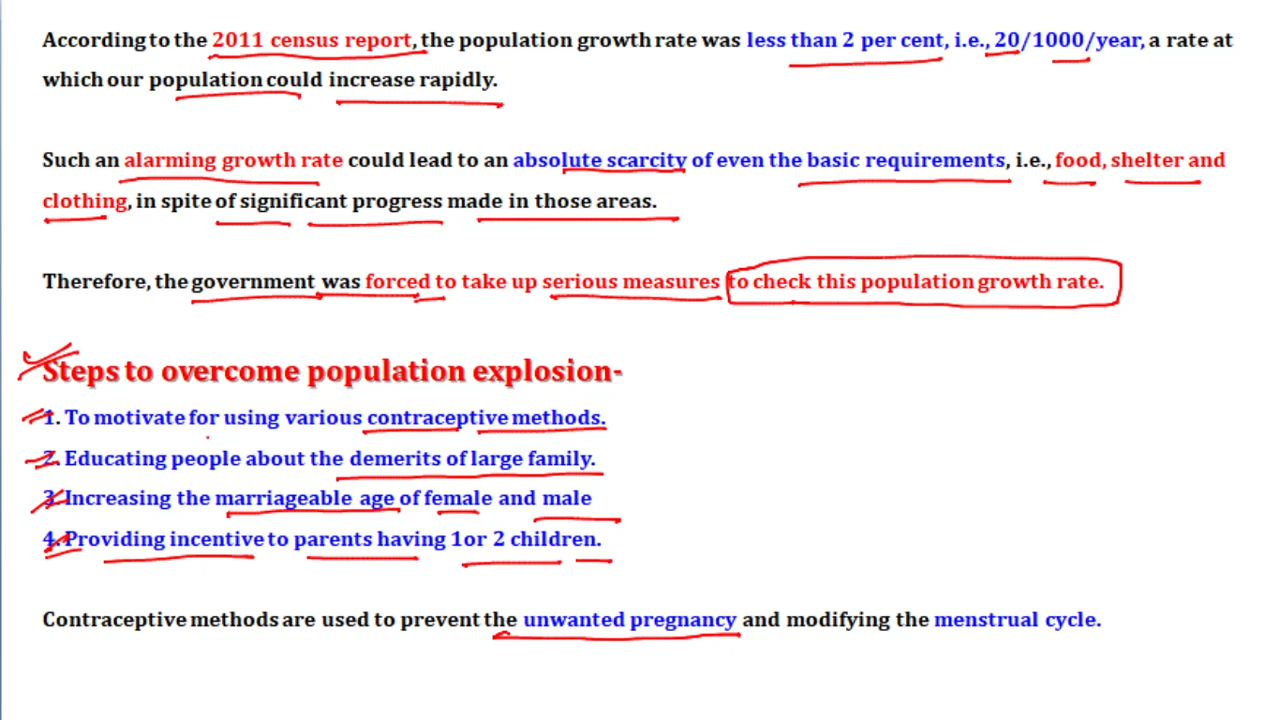 According to the 2011 census report, the population growth rate was less than 2 per cent, i.e., 20/1000/year, a rate at
which our population could increase rapidly.
Such an alarming growth rate could lead to an absolute scarcity of even the basic requirements, i.e., food, shelter and
clothing, in spite of significant progress made in those areas.
Therefore, the government was forced to take up serious measures to check this population growth rate.
Steps to overcome population explosion-
1. To motivate for using various contraceptive methods.
2. Educating people about the demerits of large family.
3. Increasing the marriageable age of female and male
4. Providing incentive to parents having 1or 2 children.
Contraceptive methods are used to prevent the unwanted pregnancy and modifying the menstrual cycle.